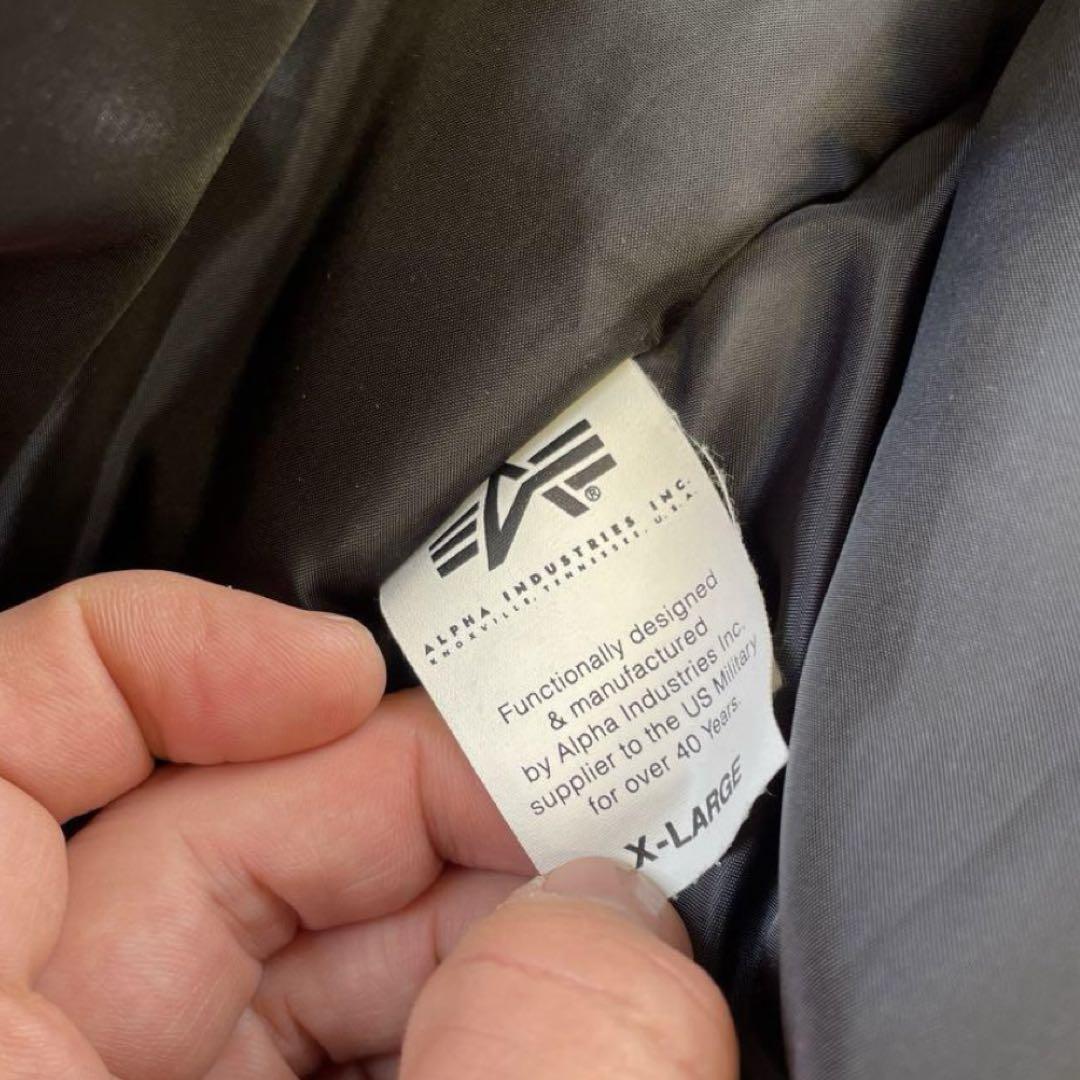 ®
ALPHA INDUSTRIES INC.
KNOXVILLE, TENNESSEE, U.S.A
Functionally designed
& manufactured
by Alpha Industries Inc.
supplier to the US Military
for over 40 Years.
X-LARGE